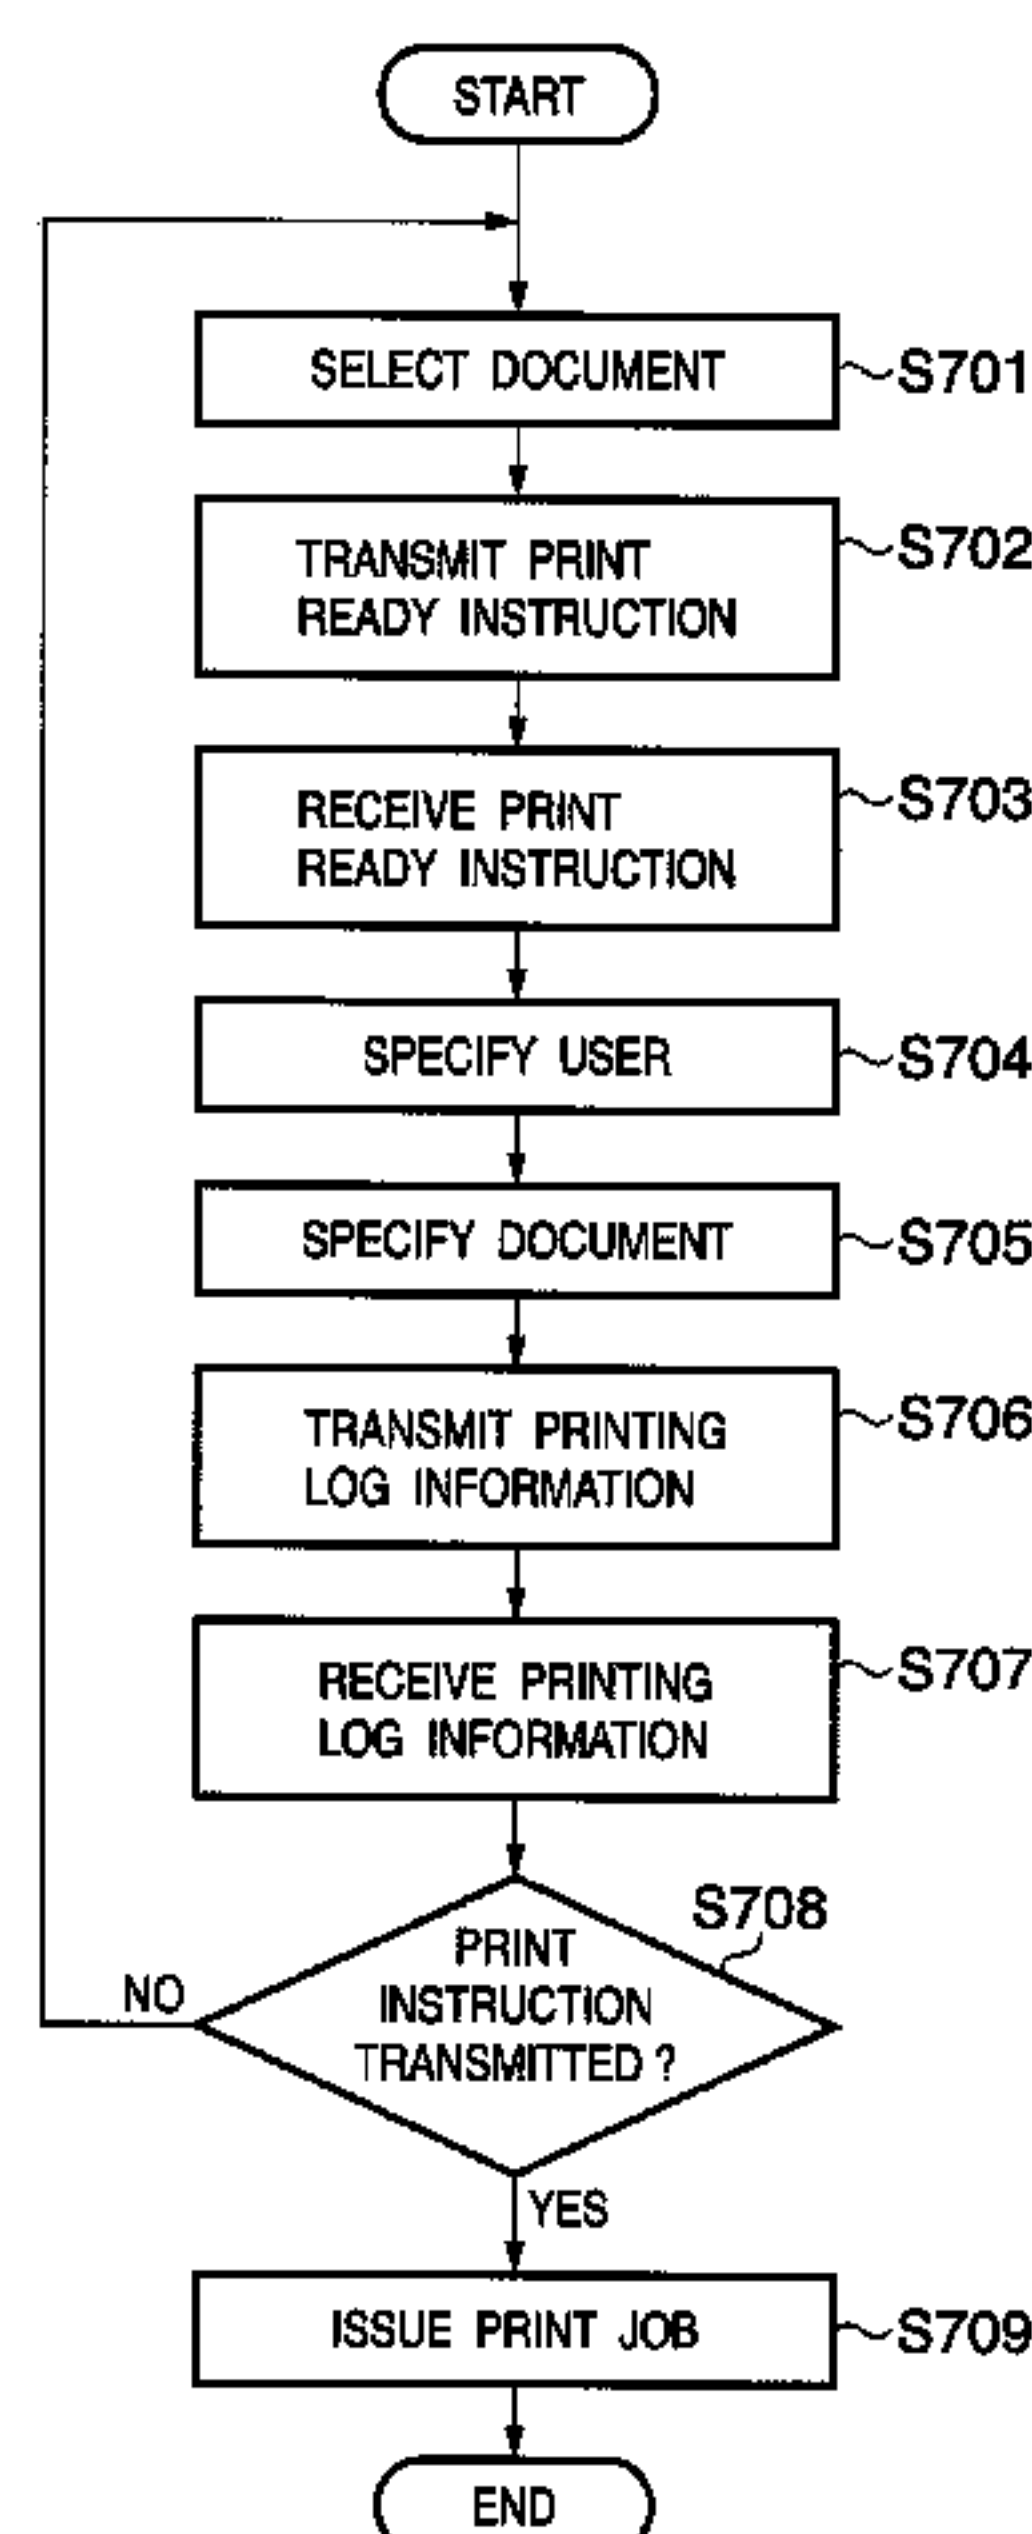 START
SELECT DOCUMENT
S701
TRANSMIT PRINT
READY INSTRUCTION
S702
RECEIVE PRINT
READY INSTRUCTION
S703
SPECIFY USER
S704
SPECIFY DOCUMENT
S705
TRANSMIT PRINTING
LOG INFORMATION
S706
RECEIVE PRINTING
LOG INFORMATION
S707
S708
PRINT
INSTRUCTION
TRANSMITTED ?
NO
YES
ISSUE PRINT JOB
S709
END